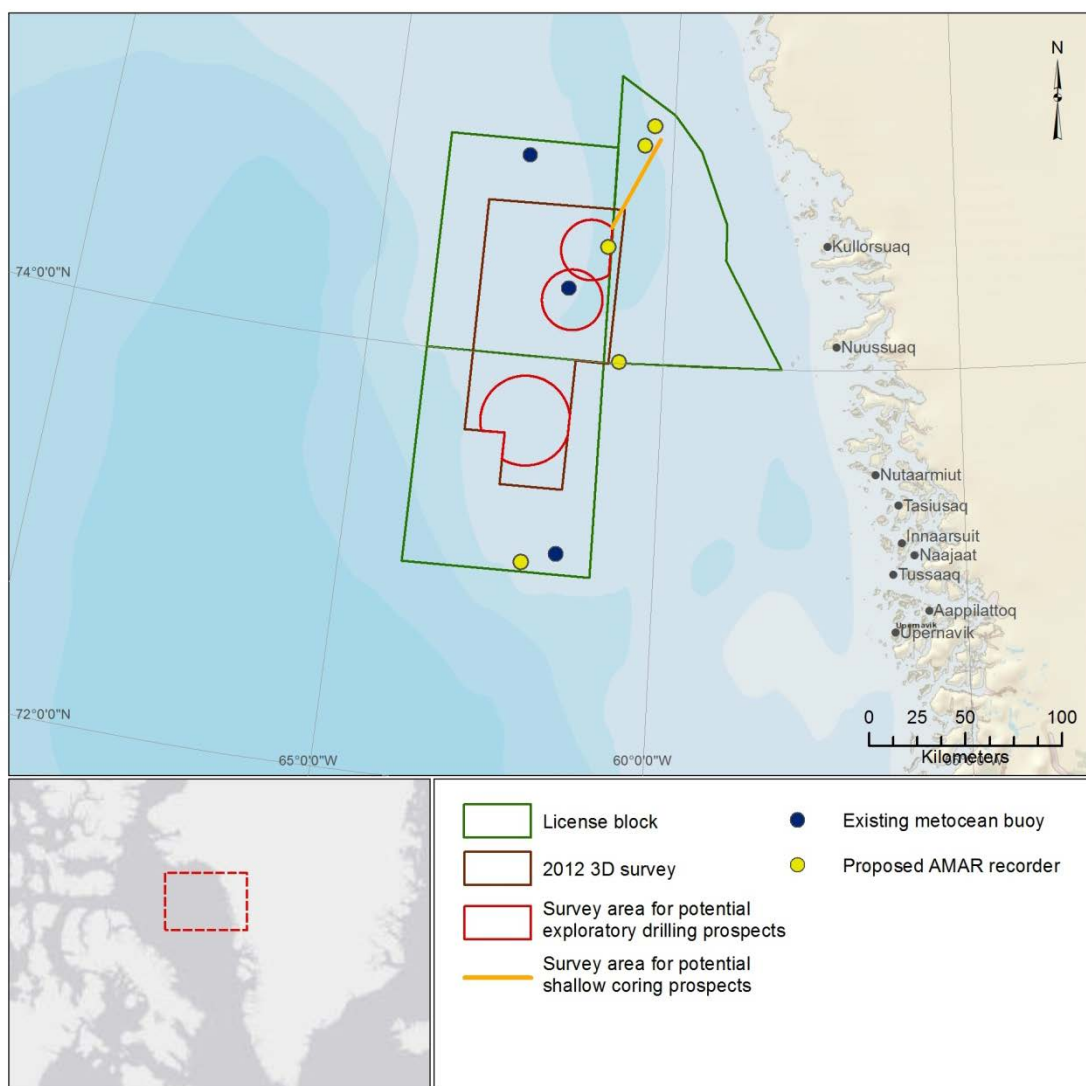 N
74°0'0"N
Kullorsuaq
Nuussuaq
Nutaarmiut
Tasiusaq
Innaarsuit
Naajaat
Tussaaq
Aappilattoq
Upernavik
Upernavik
72°0'0"N
65°0'0"W
60°0'0"W
0 25 50 100
Kilometers
License block
2012 3D survey
Survey area for potential
exploratory drilling prospects
Survey area for potential
shallow coring prospects
Existing metocean buoy
Proposed AMAR recorder